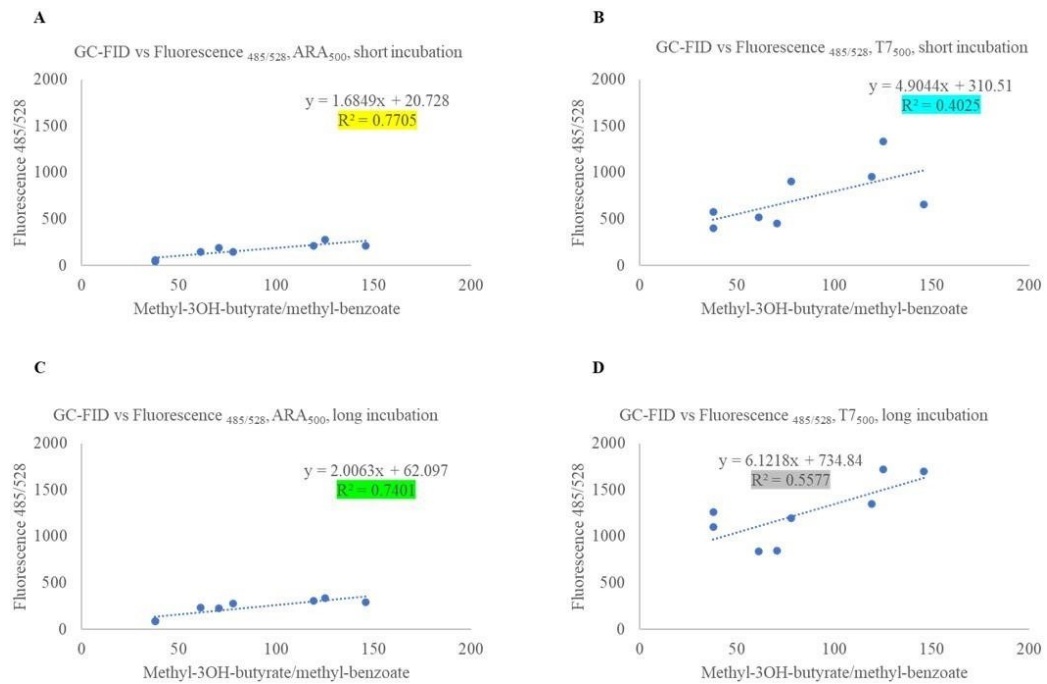 A
GC-FID vs Fluorescence 485/528, ARA500, short incubation
2000
1500
1000
500
0
Fluorescence 485/528
y = 1.6849x + 20.728
R² = 0.7705
0 50 100 150 200
Methyl-3OH-butyrate/methyl-benzoate
B
GC-FID vs Fluorescence 485/528, T7500, short incubation
2000
1500
1000
500
0
Fluorescence 485/528
y = 4.9044x + 310.51
R² = 0.4025
0 50 100 150 200
Methyl-3OH-butyrate/methyl-benzoate
C
GC-FID vs Fluorescence 485/528, ARA500, long incubation
2000
1500
1000
500
0
Fluorescence 485/528
y = 2.0063x + 62.097
R² = 0.7401
0 50 100 150 200
Methyl-3OH-butyrate/methyl-benzoate
D
GC-FID vs Fluorescence 485/528, T7500, long incubation
2000
1500
1000
500
0
Fluorescence 485/528
y = 6.1218x + 734.84
R² = 0.5577
0 50 100 150 200
Methyl-3OH-butyrate/methyl-benzoate